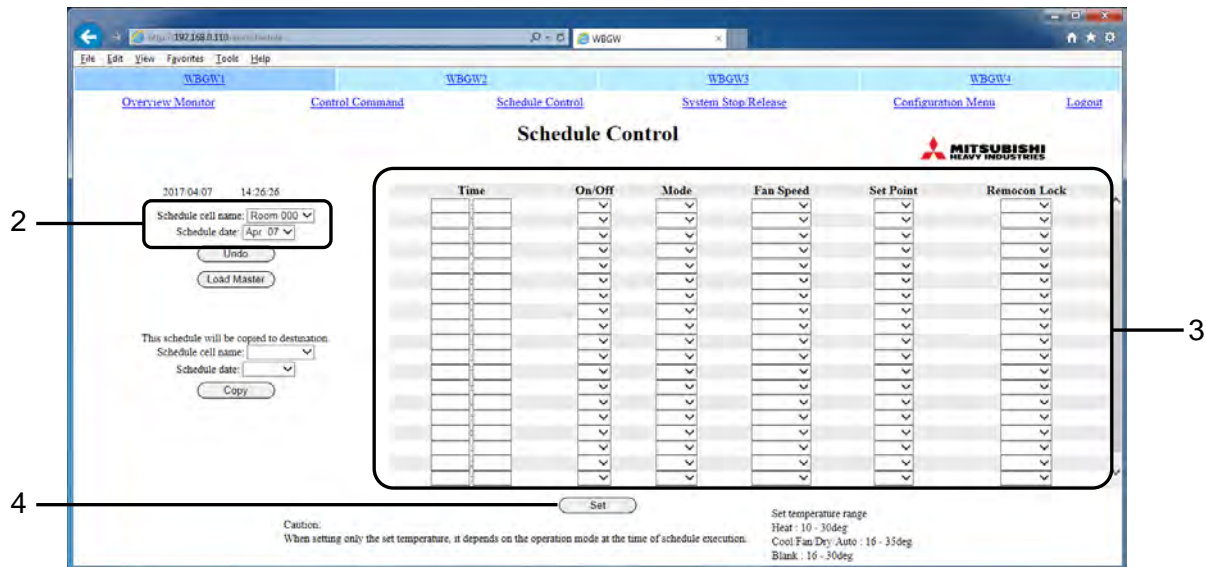 192.168.0.110
WBGW
File Edit View Favorites Tools Help
WBGW1 WBGW2 WBGW3 WBGW4
Overview Monitor Control Command Schedule Control System Stop/Release Configuration Menu Logout
Schedule Control
MITSUBISHI
HEAVY INDUSTRIES
2017/04/07 14:26:26
Time On/Off Mode Fan Speed Set Point Remocon Lock
2
Schedule cell name: Room 000
Schedule date: Apr 07
Undo
Load Master
3
This schedule will be copied to destination.
Schedule cell name:
Schedule date:
Copy
4
Set
Caution:
When setting only the set temperature, it depends on the operation mode at the time of schedule execution.
Set temperature range
Heat : 10 - 30deg
Cool/Fan/Dry/Auto : 16 - 35deg
Blank : 16 - 30deg